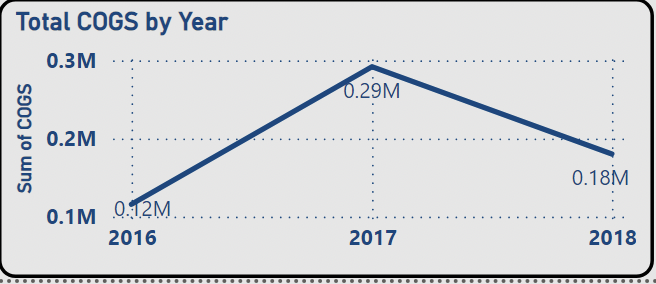 Total COGS by Year
Sum of COGS
0.3M
0.2M
0.1M
0.12M
0.29M
0.18M
2016
2017
2018